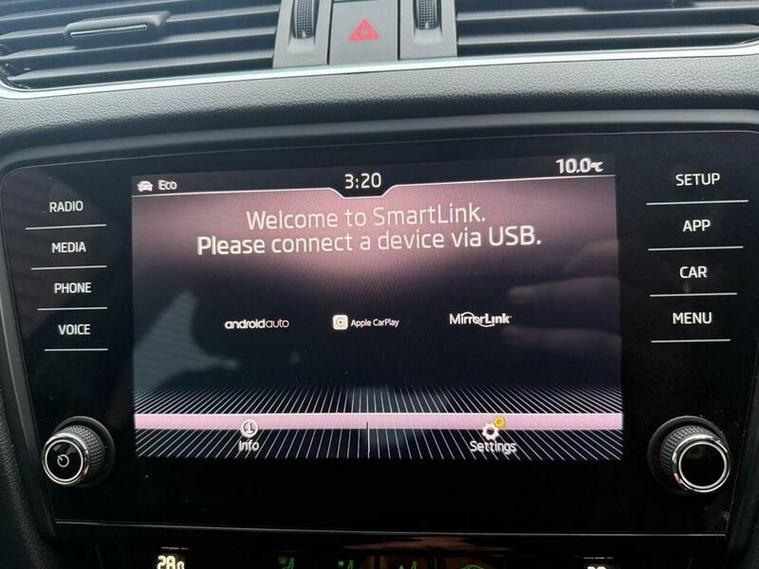 Eco
3:20
10.0°C
Welcome to SmartLink.
Please connect a device via USB.
androidauto
Apple CarPlay
MirrorLink
Info
Settings
RADIO
MEDIA
PHONE
VOICE
SETUP
APP
CAR
MENU